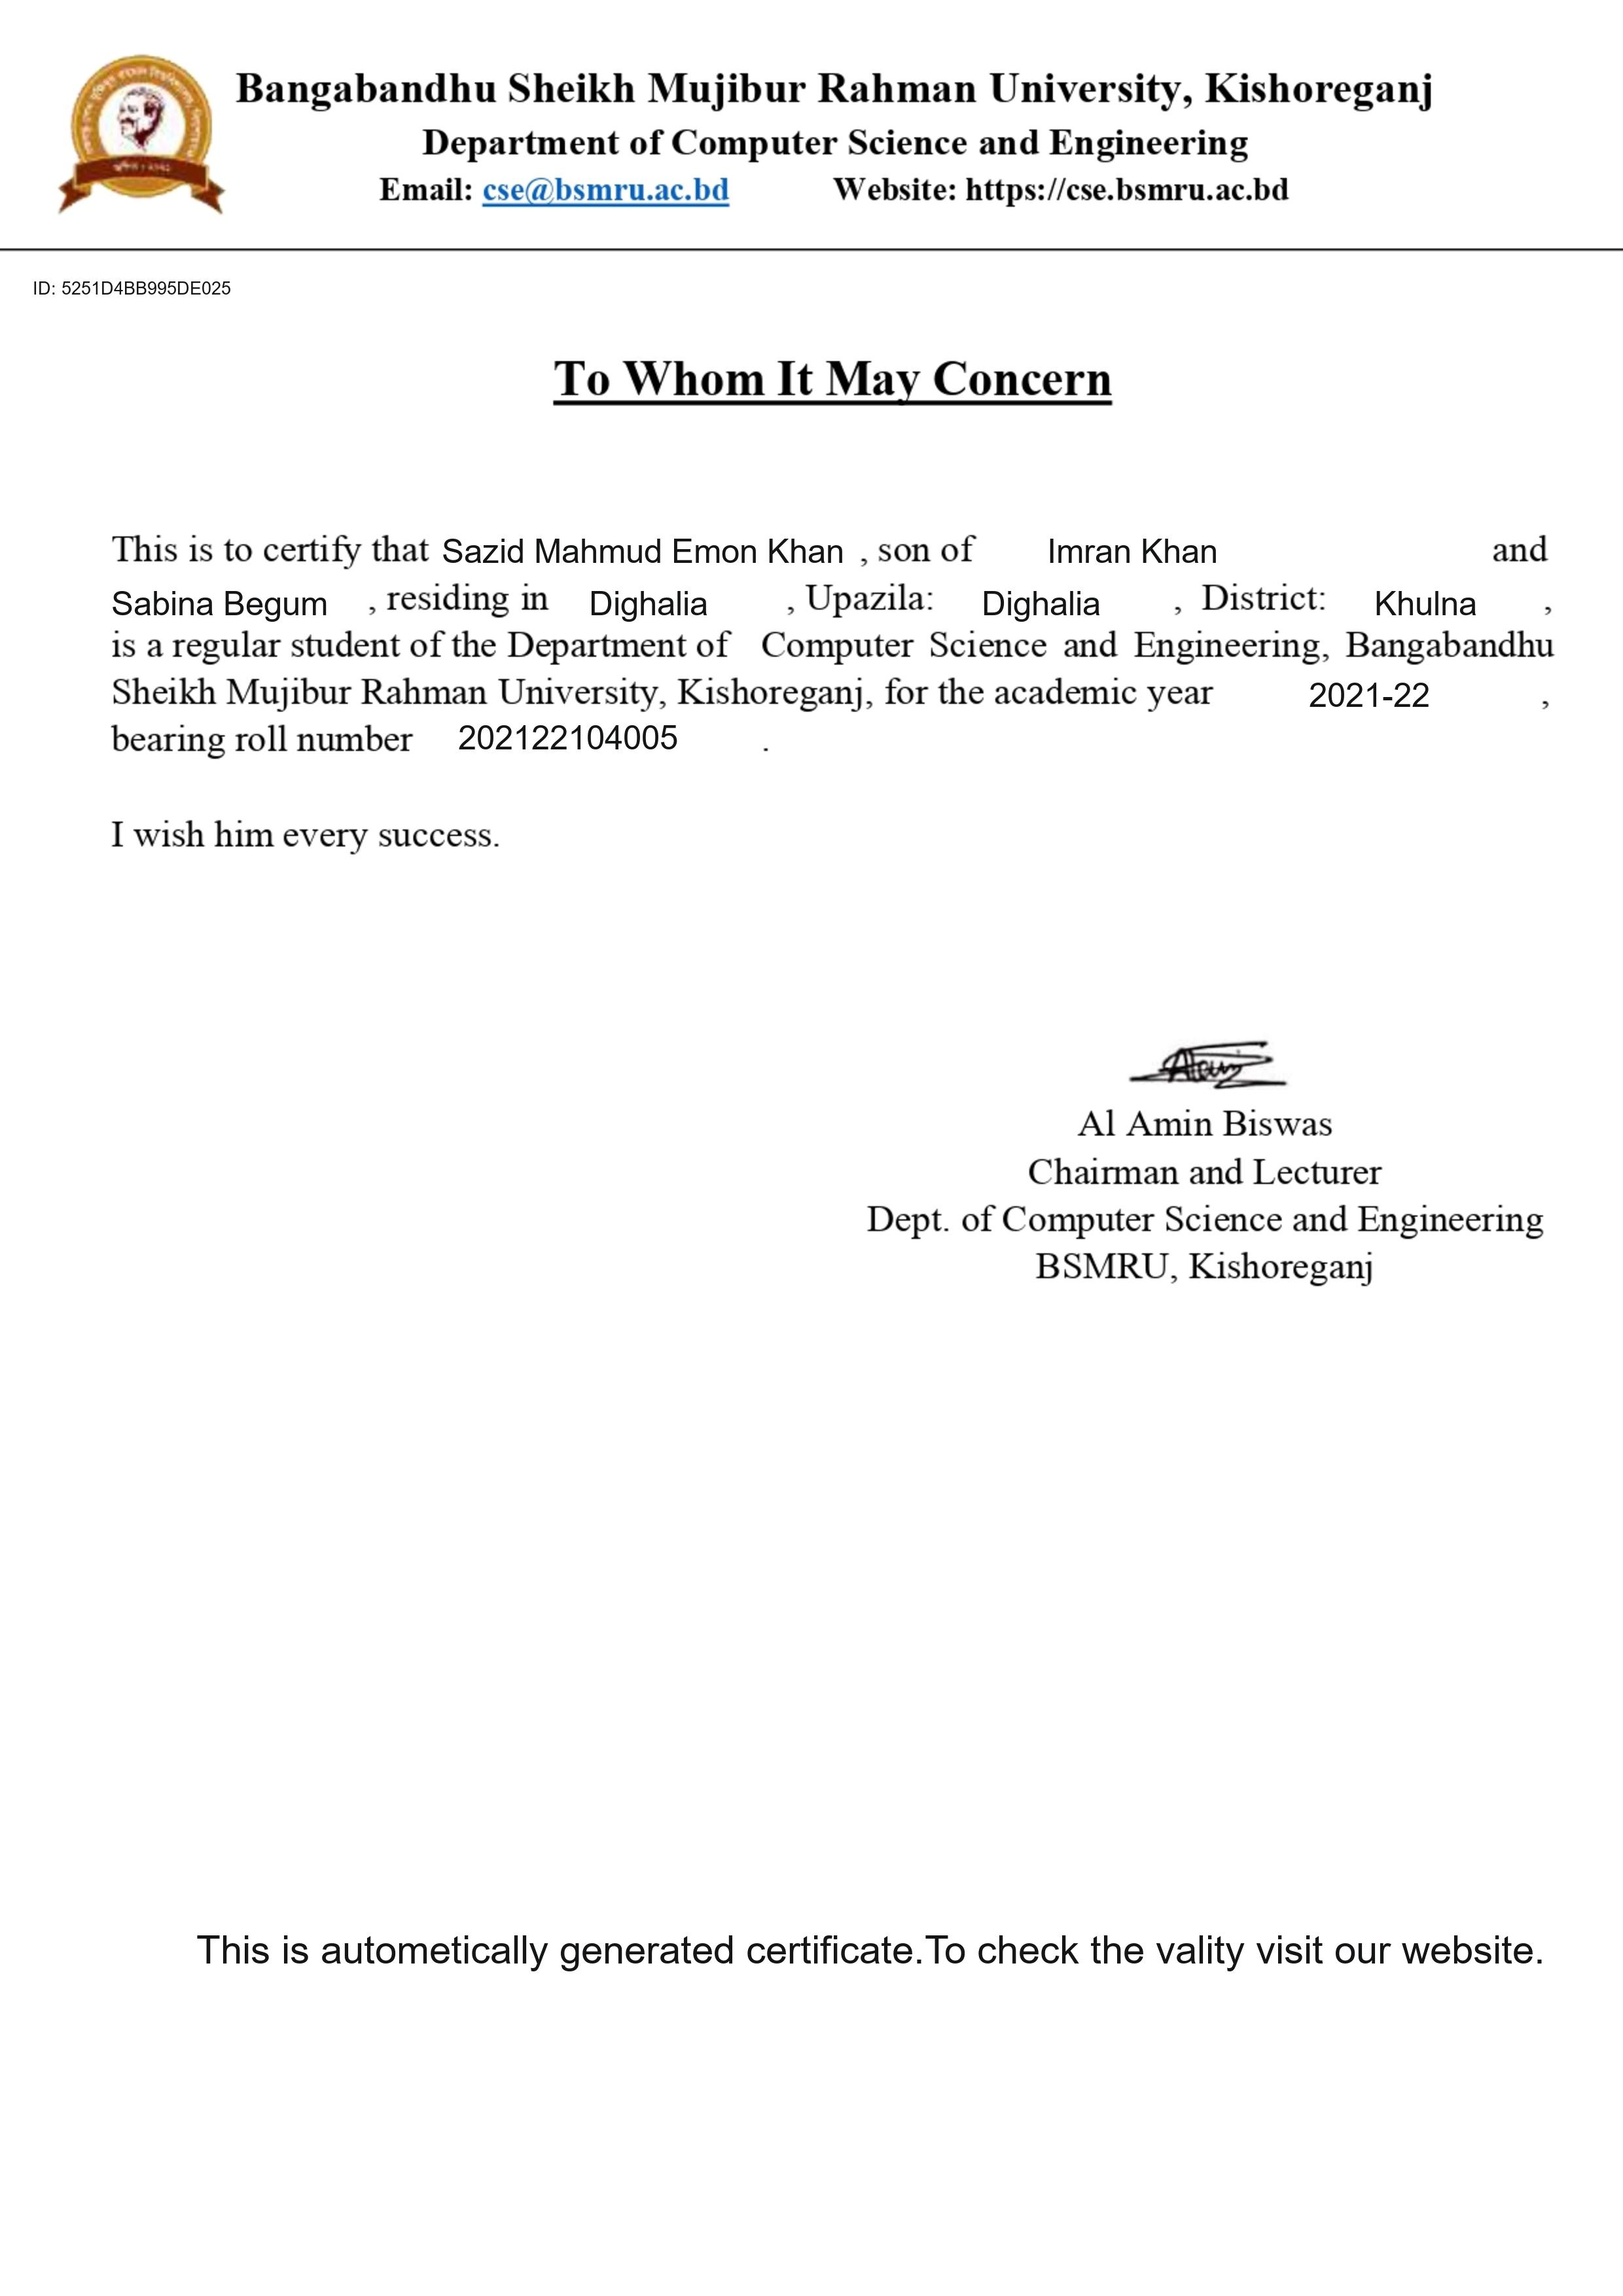 Bangabandhu Sheikh Mujibur Rahman University, Kishoreganj
Department of Computer Science and Engineering
Email: cse@bsmru.ac.bd Website: https://cse.bsmru.ac.bd
ID: 5251D4BB995DE025
To Whom It May Concern
This is to certify that Sazid Mahmud Emon Khan , son of Imran Khan and
Sabina Begum , residing in Dighalia , Upazila: Dighalia , District: Khulna ,
is a regular student of the Department of Computer Science and Engineering, Bangabandhu
Sheikh Mujibur Rahman University, Kishoreganj, for the academic year 2021-22 ,
bearing roll number 202122104005 .
I wish him every success.
Al Amin Biswas
Chairman and Lecturer
Dept. of Computer Science and Engineering
BSMRU, Kishoreganj
This is autometically generated certificate.To check the vality visit our website.